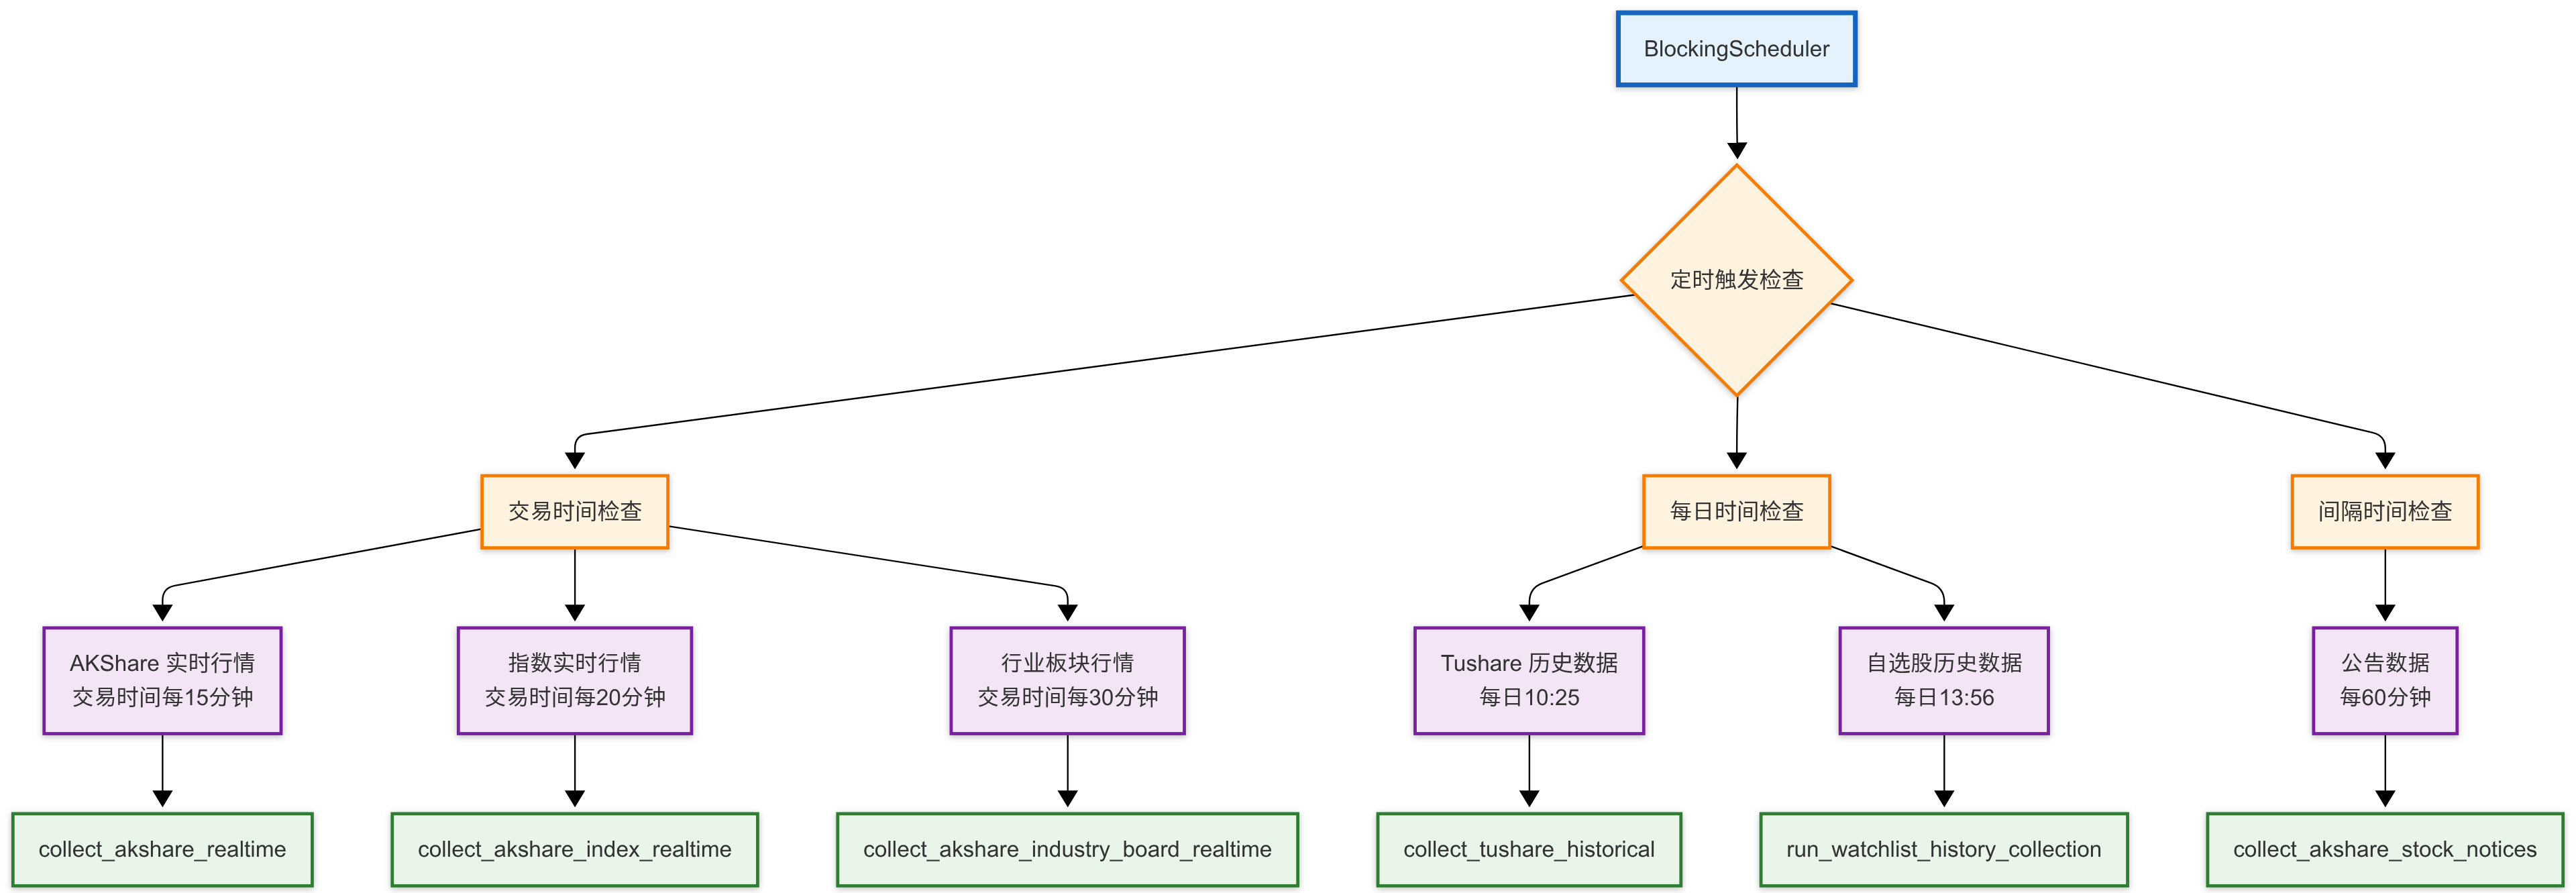 BlockingScheduler
定时触发检查
交易时间检查
每日时间检查
间隔时间检查
AKShare 实时行情
交易时间每15分钟
指数实时行情
交易时间每20分钟
行业板块行情
交易时间每30分钟
Tushare 历史数据
每日10:25
自选股历史数据
每日13:56
公告数据
每60分钟
collect_akshare_realtime
collect_akshare_index_realtime
collect_akshare_industry_board_realtime
collect_tushare_historical
run_watchlist_history_collection
collect_akshare_stock_notices